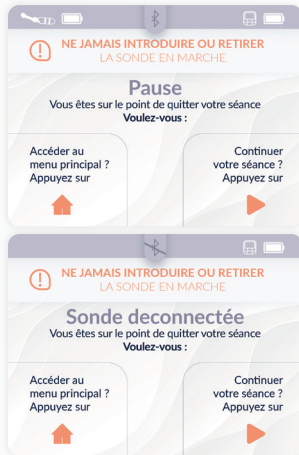 NE JAMAIS INTRODUIRE OU RETIRER
LA SONDE EN MARCHE
Pause
Vous êtes sur le point de quitter votre séance
Voulez-vous :
Accéder au
menu principal ?
Appuyez sur
Continuer
votre séance ?
Appuyez sur
NE JAMAIS INTRODUIRE OU RETIRER
LA SONDE EN MARCHE
Sonde deconnectée
Vous êtes sur le point de quitter votre séance
Voulez-vous :
Accéder au
menu principal ?
Appuyez sur
Continuer
votre séance ?
Appuyez sur